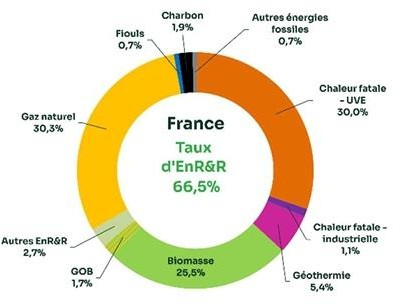 Charbon
1,9%
Autres énergies
fossiles
0,7%
Fiouls
0,7%
Chaleur fatale
- UVE
30,0%
Gaz naturel
30,3%
France
Taux
d'EnR&R
66,5%
Chaleur fatale -
industrielle
1,1%
Autres EnR&R
2,7%
GOB
1,7%
Biomasse
25,5%
Géothermie
5,4%